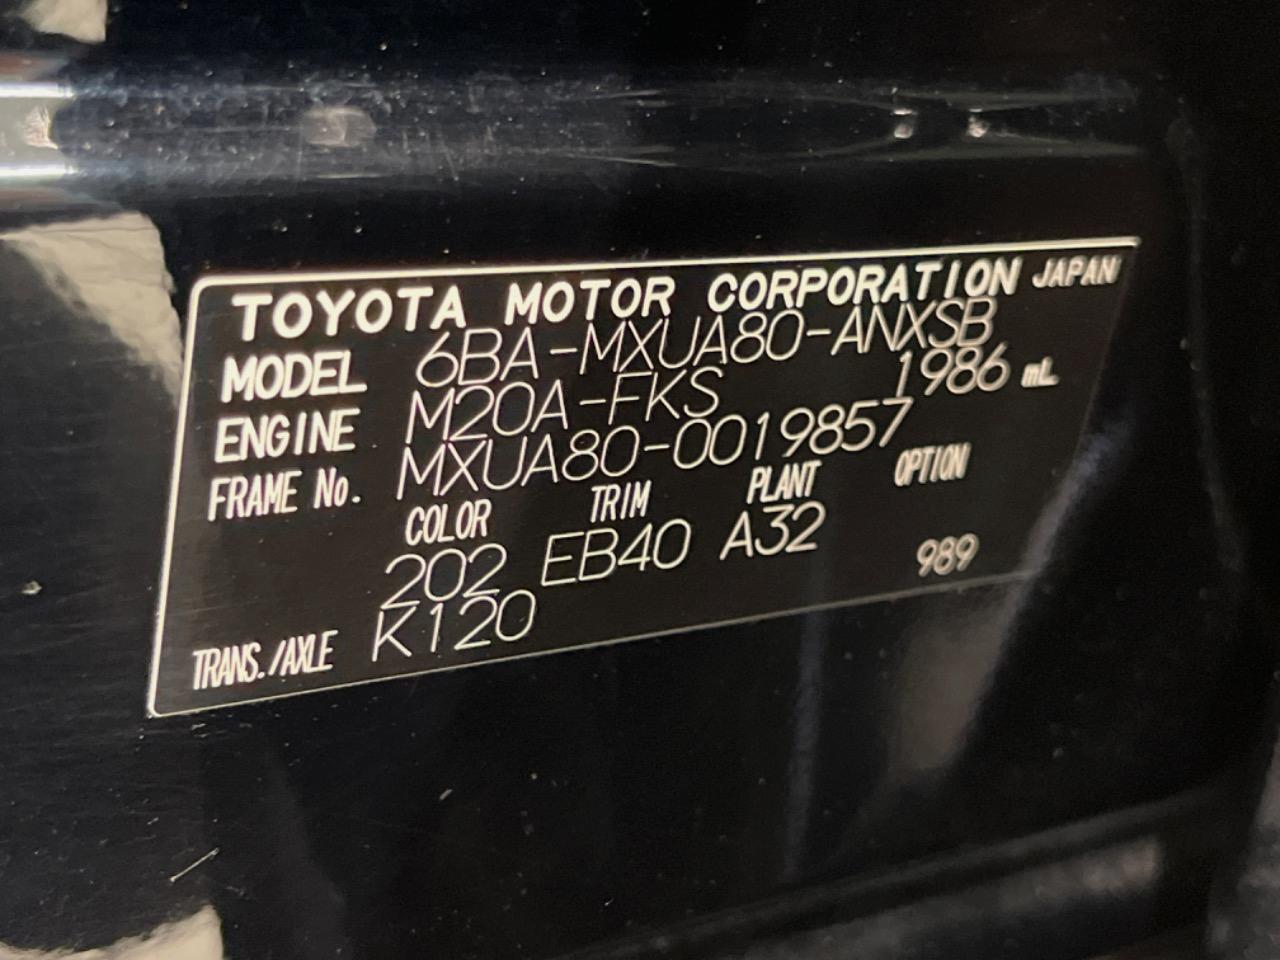 TOYOTA MOTOR CORPORATION JAPAN
MODEL 6BA-MXUA80-ANXSB
ENGINE M20A-FKS 1986 mL
FRAME No. MXUA80-0019857
COLOR TRIM PLANT OPTION
202 EB40 A32 989
TRANS./AXLE K120